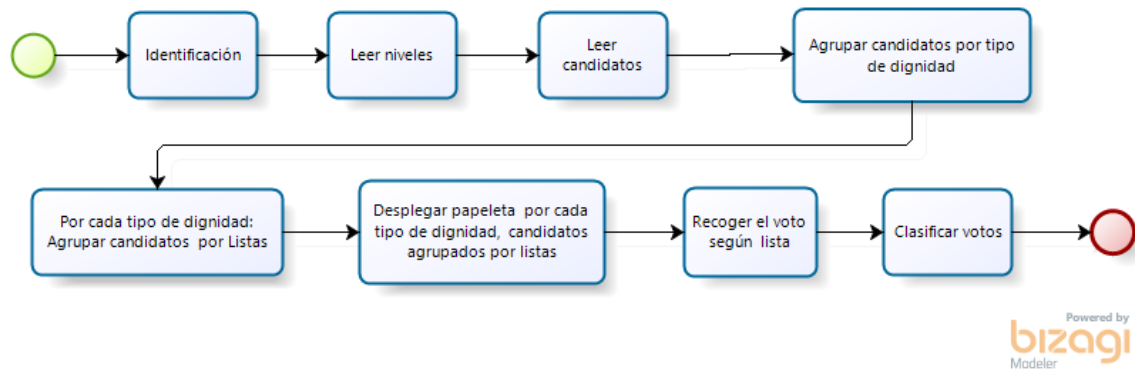 Identificación
Leer niveles
Leer
candidatos
Agrupar candidatos por tipo
de dignidad
Por cada tipo de dignidad:
Agrupar candidatos por Listas
Desplegar papeleta por cada
tipo de dignidad, candidatos
agrupados por listas
Recoger el voto
según lista
Clasificar votos
Powered by
bizagi
Modeler